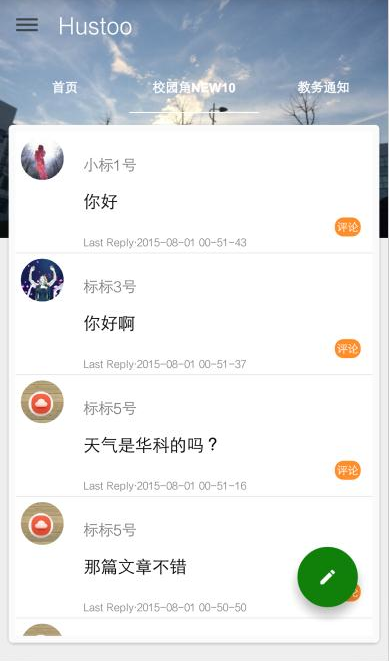 Hustoo
首页
校园角NEW10
教务通知
小标1号
你好
评论
Last Reply·2015-08-01 00-51-43
标标3号
你好啊
评论
Last Reply·2015-08-01 00-51-37
标标5号
天气是华科的吗？
评论
Last Reply·2015-08-01 00-51-16
标标5号
那篇文章不错
Last Reply·2015-08-01 00-50-50